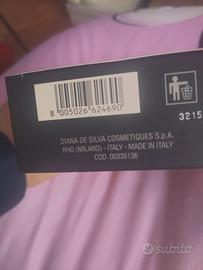 8 005026 624690
3215
DIANA DE SILVA COSMETIQUES S.p.A.
RHO (MILANO) - ITALY - MADE IN ITALY
COD. 00335136
subito